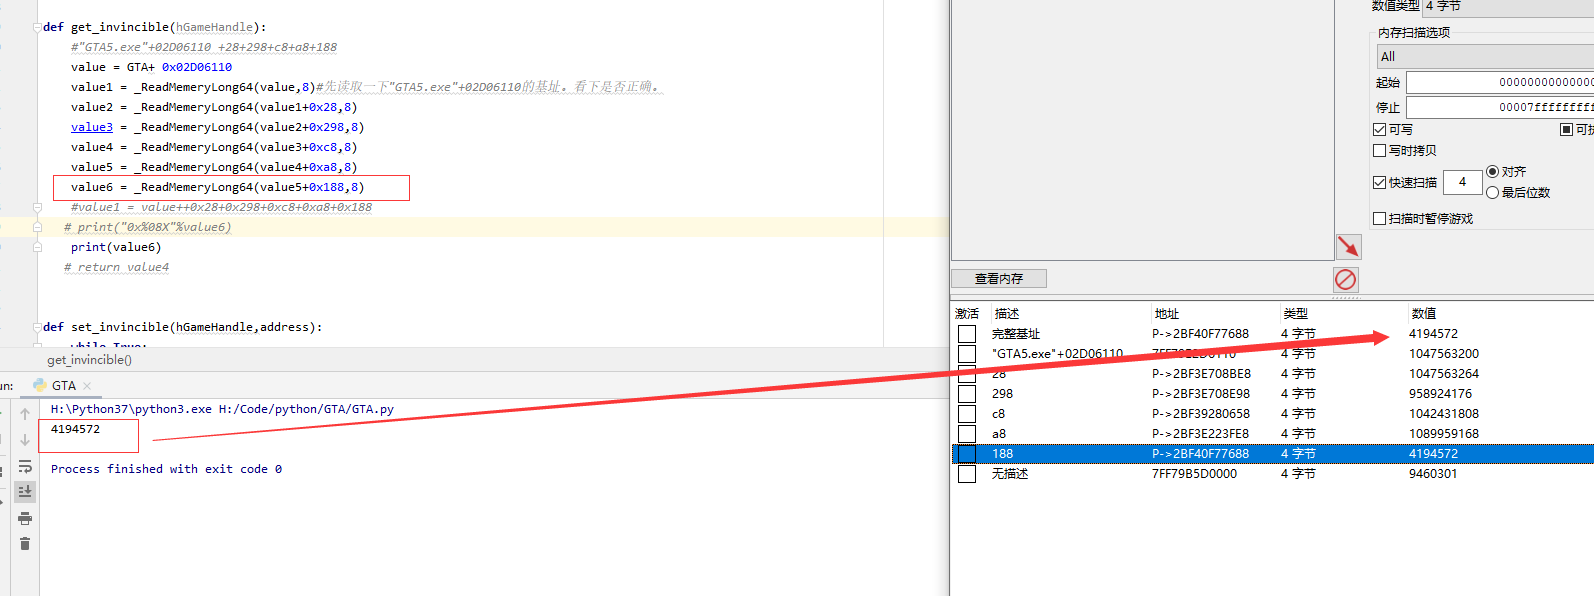 def get_invincible(hGameHandle):
#"GTA5.exe"+02D06110 +28+298+c8+a8+188
value = GTA+ 0x02D06110
value1 = _ReadMemeryLong64(value,8)#先读取一下"GTA5.exe"+02D06110的基址。看下是否正确。
value2 = _ReadMemeryLong64(value1+0x28,8)
value3 = _ReadMemeryLong64(value2+0x298,8)
value4 = _ReadMemeryLong64(value3+0xc8,8)
value5 = _ReadMemeryLong64(value4+0xa8,8)
value6 = _ReadMemeryLong64(value5+0x188,8)
#value1 = value++0x28+0x298+0xc8+0xa8+0x188
# print("0x%08X"%value6)
print(value6)
# return value4
def set_invincible(hGameHandle,address):
while True:
get_invincible()
un:
GTA
H:\Python37\python3.exe H:/Code/python/GTA/GTA.py
4194572
Process finished with exit code 0
数值类型 4 字节
内存扫描选项
All
起始 0000000000000
停止 00007fffffffff
可写
写时拷贝
快速扫描 4
对齐
最后位数
扫描时暂停游戏
查看内存
激活 描述 地址 类型 数值
完整基址 P->2BF40F77688 4 字节 4194572
"GTA5.exe"+02D06110 4 字节 1047563200
28 P->2BF3E708BE8 4 字节 1047563264
298 P->2BF3E708E98 4 字节 958924176
c8 P->2BF39280658 4 字节 1042431808
a8 P->2BF3E223FE8 4 字节 1089959168
188 P->2BF40F77688 4 字节 4194572
无描述 7FF79B5D0000 4 字节 9460301